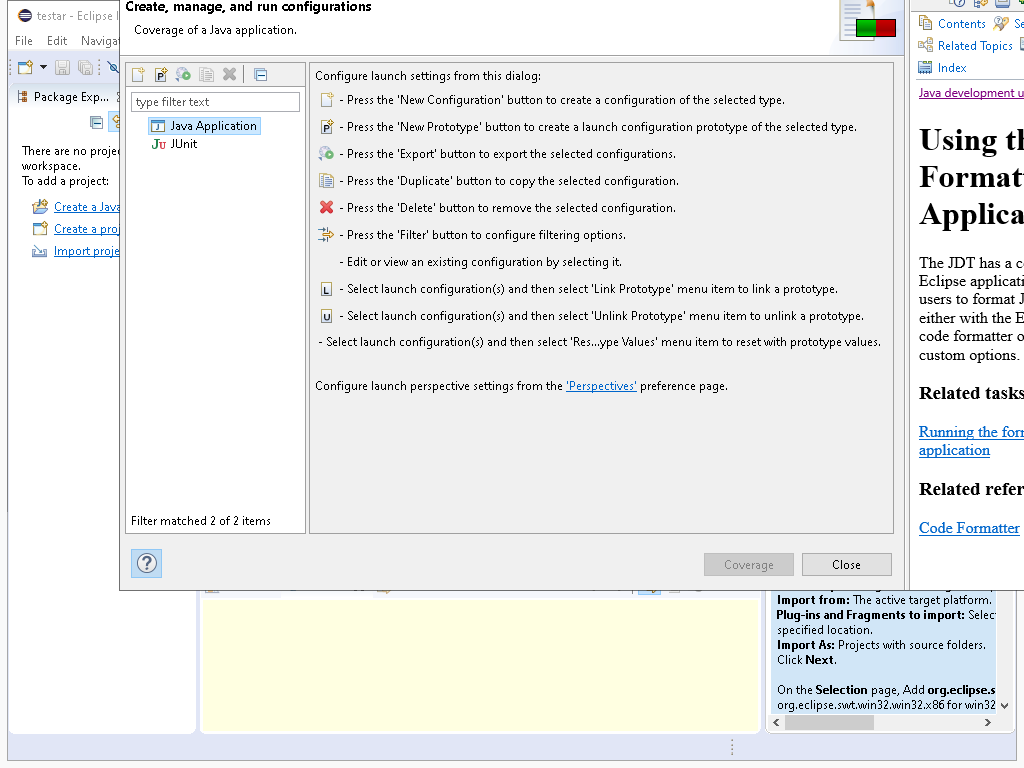 testar - Eclipse I
File Edit Naviga
Package Exp...
There are no proje
workspace.
To add a project:
Create a Java
Create a proj
Import proje
Create, manage, and run configurations
Coverage of a Java application.
type filter text
Java Application
JUnit
Filter matched 2 of 2 items
Configure launch settings from this dialog:
- Press the 'New Configuration' button to create a configuration of the selected type.
- Press the 'New Prototype' button to create a launch configuration prototype of the selected type.
- Press the 'Export' button to export the selected configurations.
- Press the 'Duplicate' button to copy the selected configuration.
- Press the 'Delete' button to remove the selected configuration.
- Press the 'Filter' button to configure filtering options.
- Edit or view an existing configuration by selecting it.
- Select launch configuration(s) and then select 'Link Prototype' menu item to link a prototype.
- Select launch configuration(s) and then select 'Unlink Prototype' menu item to unlink a prototype.
- Select launch configuration(s) and then select 'Res...ype Values' menu item to reset with prototype values.
Configure launch perspective settings from the 'Perspectives' preference page.
Coverage
Close
Contents Se
Related Topics
Index
Java development u
Using th
Formatt
Applica
The JDT has a co
Eclipse applicati
users to format J
either with the E
code formatter o
custom options.
Related tasks
Running the form
application
Related refer
Code Formatter
Import from: The active target platform.
Plug-ins and Fragments to import: Selec
specified location.
Import As: Projects with source folders.
Click Next.
On the Selection page, Add org.eclipse.s
org.eclipse.swt.win32.win32.x86 for win32